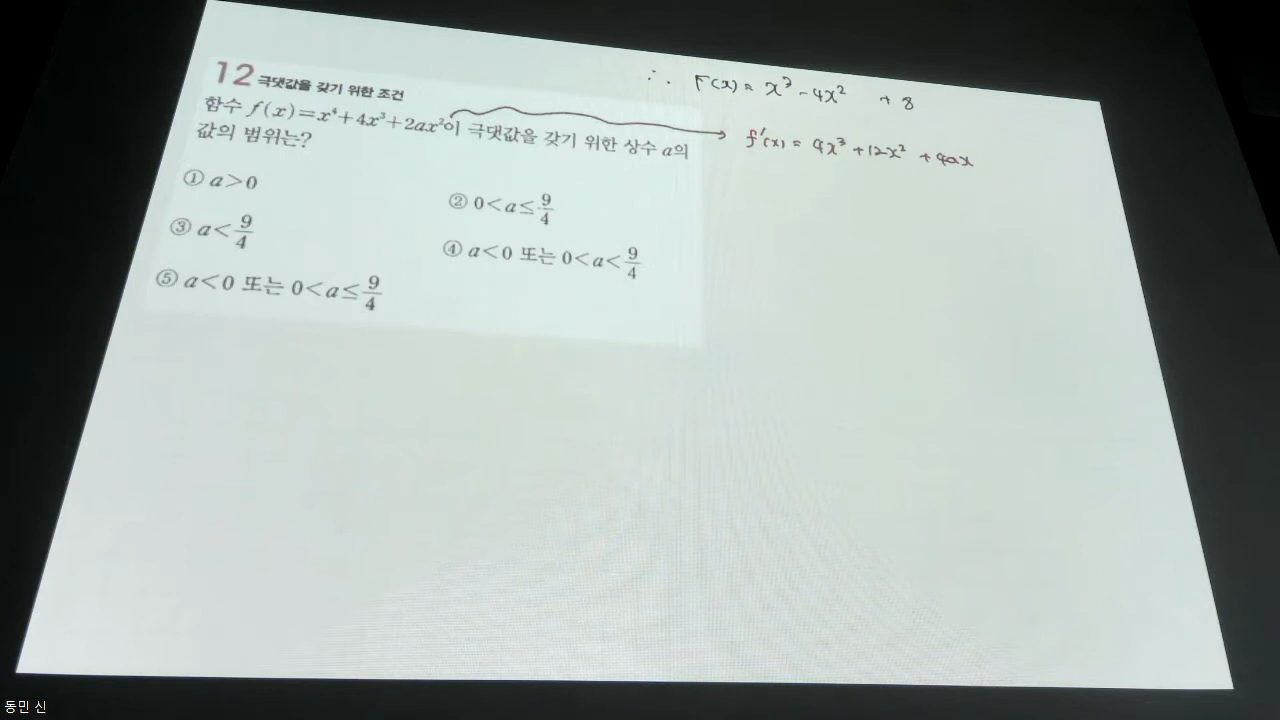 ∴ F(x) = x³ - 4x² + 8
12 극댓값을 갖기 위한 조건
함수 f(x)=x⁴+4x³+2ax²이 극댓값을 갖기 위한 상수 a의
값의 범위는?
f'(x) = 4x³ + 12x² + 4ax
① a>0
② 0<a≤9/4
③ a<9/4
④ a<0 또는 0<a<9/4
⑤ a<0 또는 0<a≤9/4
동민 신